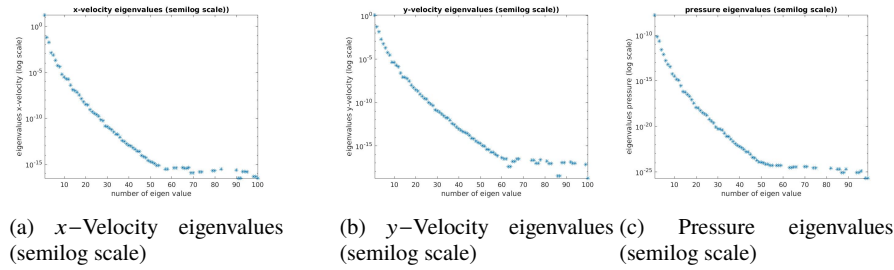 x-velocity eigenvalues (semilog scale))
eigenvalues x-velocity (log scale)
10^0
10^-5
10^-10
10^-15
10 20 30 40 50 60 70 80 90 100
number of eigen value
y-velocity eigenvalues (semilog scale))
eigenvalues y-velocity (log scale)
10^0
10^-5
10^-10
10^-15
10 20 30 40 50 60 70 80 90 100
number of eigen value
pressure eigenvalues (semilog scale))
eigenvalues pressure (log scale)
10^-10
10^-15
10^-20
10^-25
10 20 30 40 50 60 70 80 90
number of eigen value
(a) x−Velocity eigenvalues
(semilog scale)
(b) y−Velocity eigenvalues
(semilog scale)
(c) Pressure eigenvalues
(semilog scale)